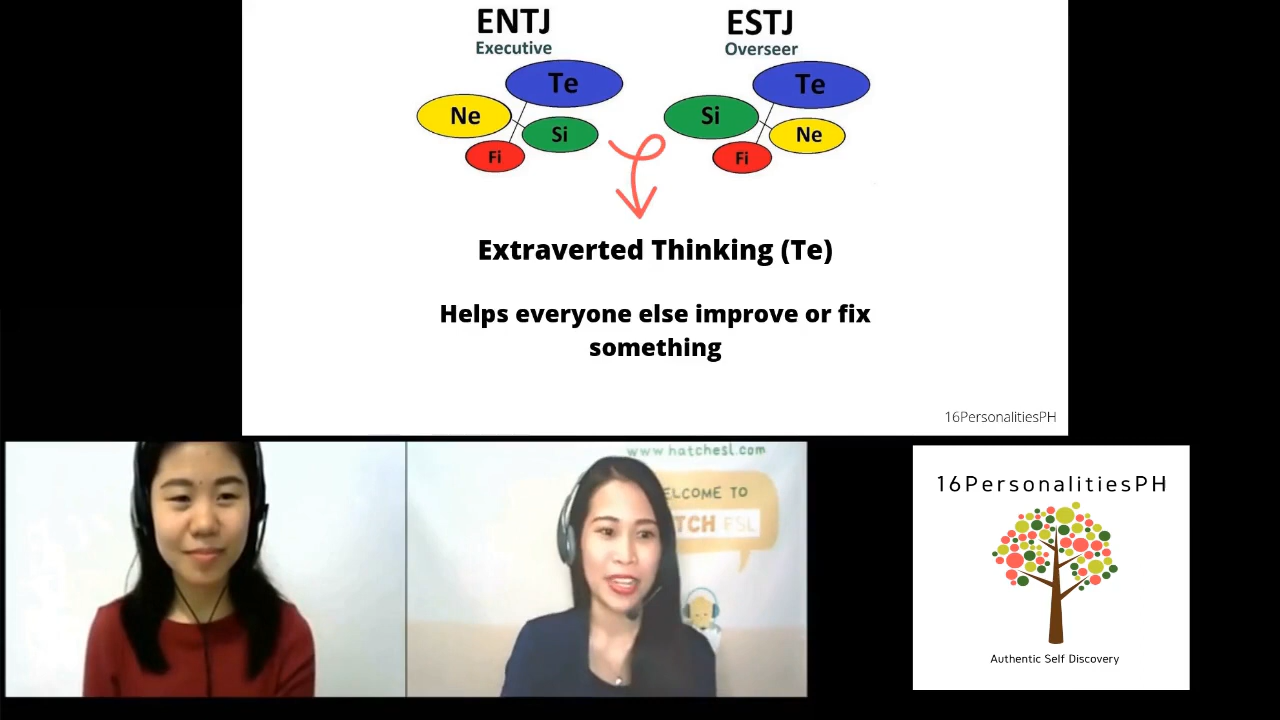 ENTJ
Executive
Te
Ne
Si
Fi
ESTJ
Overseer
Te
Si
Ne
Fi
Extraverted Thinking (Te)
Helps everyone else improve or fix
something
16PersonalitiesPH
www.hatchesl.com
ELCOME TO
TCH ESL
16PersonalitiesPH
Authentic Self Discovery